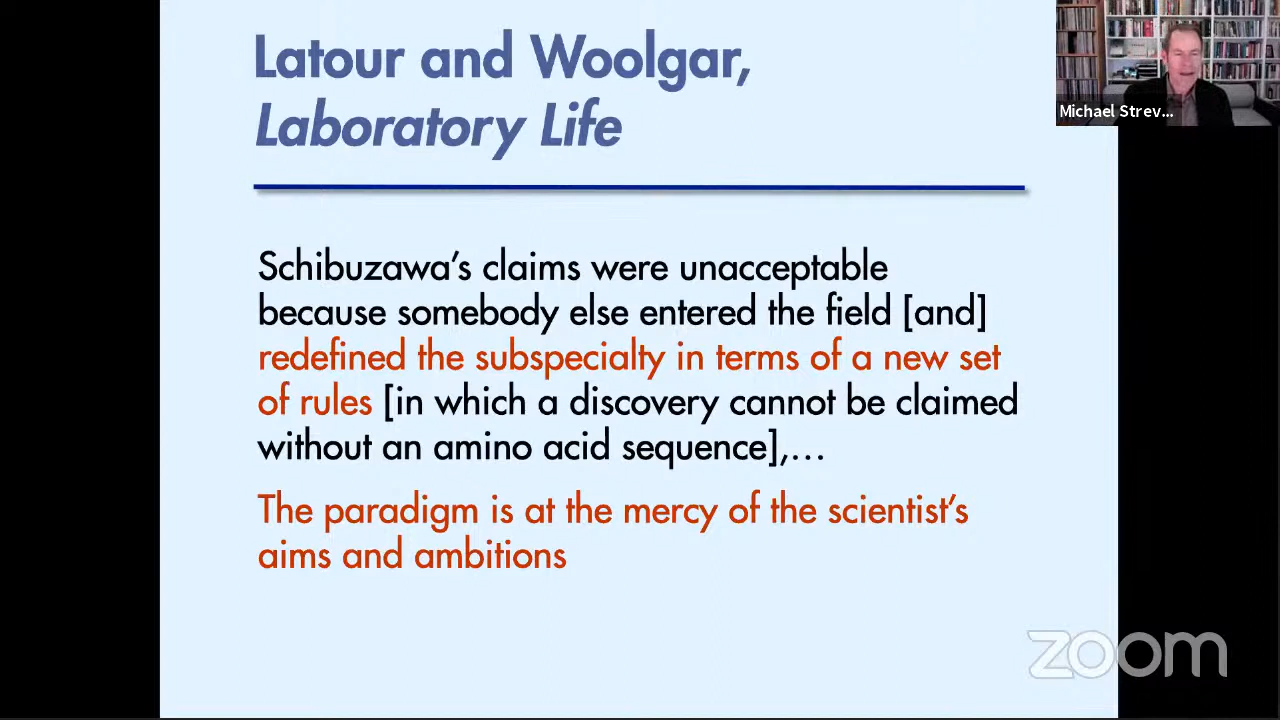 Latour and Woolgar,
Laboratory Life
Michael Strev...
Schibuzawa's claims were unacceptable
because somebody else entered the field [and]
redefined the subspecialty in terms of a new set
of rules [in which a discovery cannot be claimed
without an amino acid sequence],...
The paradigm is at the mercy of the scientist's
aims and ambitions
zoom